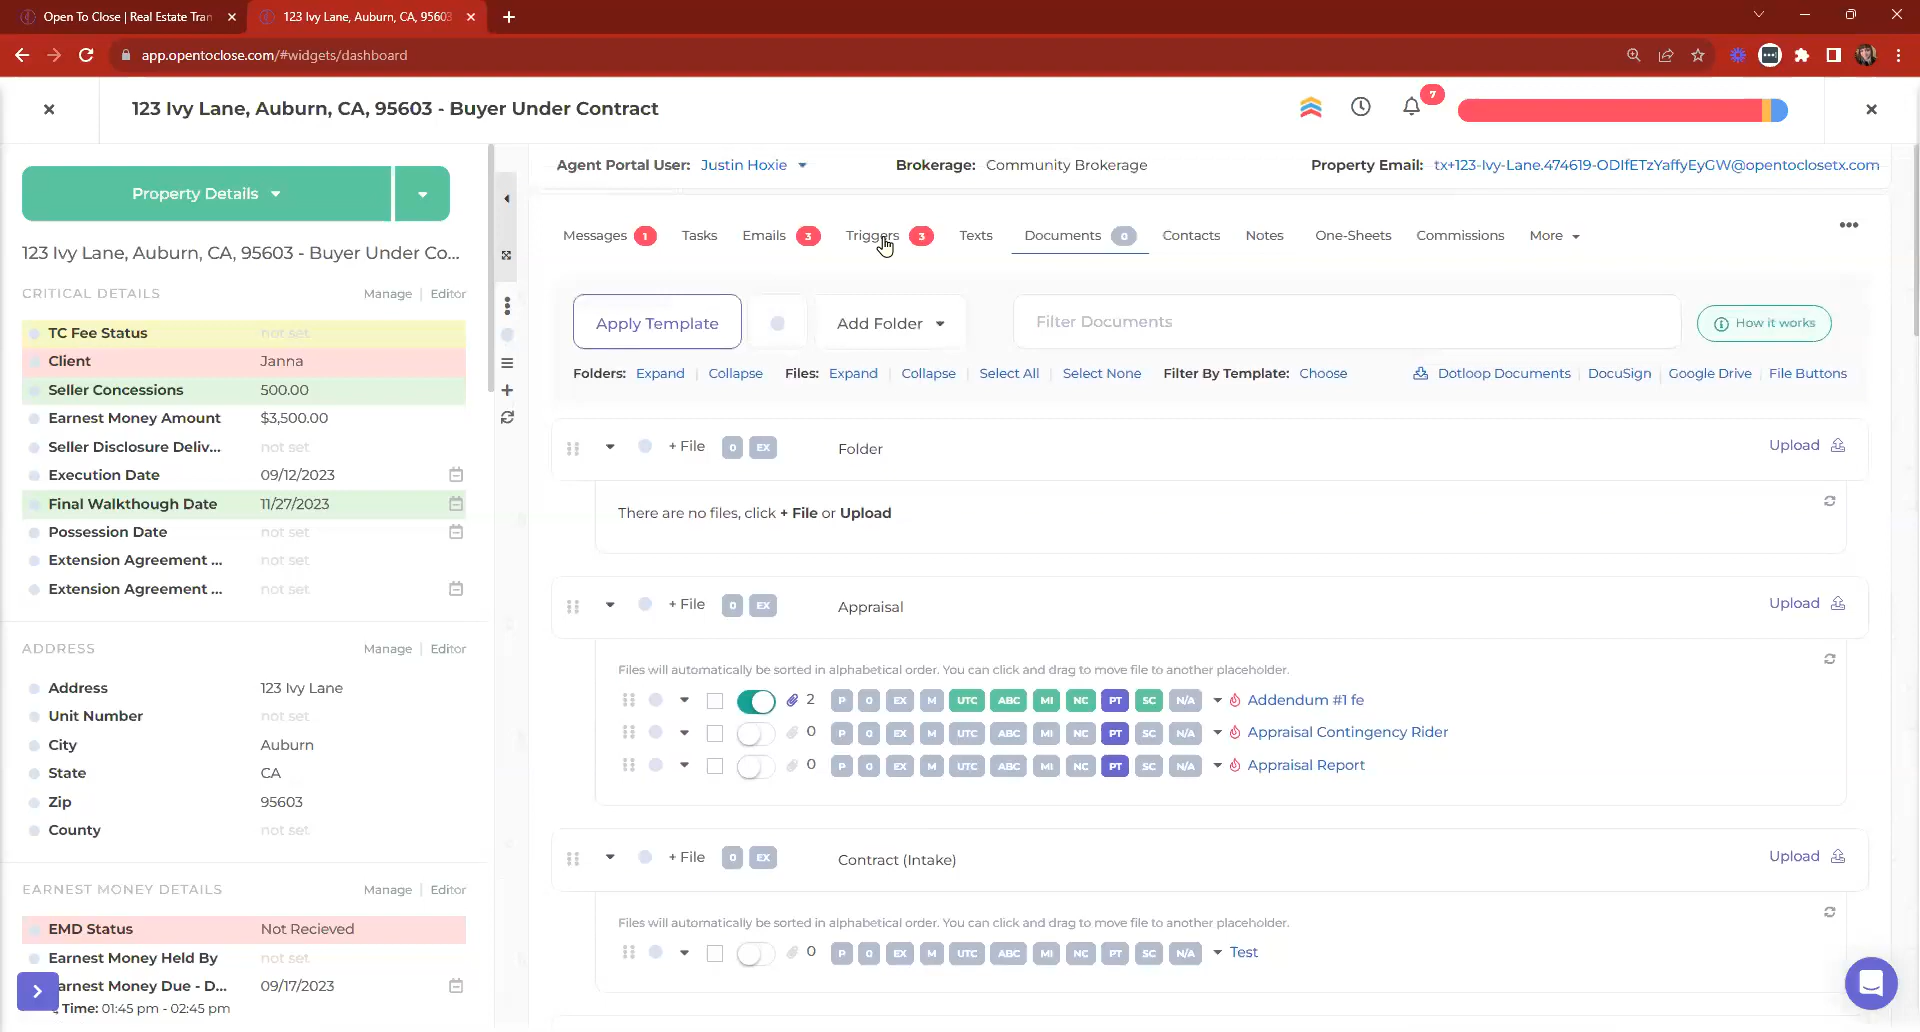 Open To Close | Real Estate Tran
123 Ivy Lane, Auburn, CA, 95603
app.opentoclose.com/#widgets/dashboard
123 Ivy Lane, Auburn, CA, 95603 - Buyer Under Contract
7
Property Details
123 Ivy Lane, Auburn, CA, 95603 - Buyer Under Co...
CRITICAL DETAILS Manage | Editor
TC Fee Status not set
Client Janna
Seller Concessions 500.00
Earnest Money Amount $3,500.00
Seller Disclosure Deliv... not set
Execution Date 09/12/2023
Final Walkthough Date 11/27/2023
Possession Date not set
Extension Agreement ... not set
Extension Agreement ... not set
ADDRESS Manage | Editor
Address 123 Ivy Lane
Unit Number not set
City Auburn
State CA
Zip 95603
County not set
EARNEST MONEY DETAILS Manage | Editor
EMD Status Not Recieved
Earnest Money Held By not set
arnest Money Due - D... 09/17/2023
Time: 01:45 pm - 02:45 pm
Agent Portal User: Justin Hoxie Brokerage: Community Brokerage Property Email: tx+123-Ivy-Lane.474619-ODIfETzYaffyEyGW@opentoclosetx.com
Messages 1 Tasks Emails 3 Triggers 3 Texts Documents 0 Contacts Notes One-Sheets Commissions More
Apply Template Add Folder Filter Documents How it works
Folders: Expand | Collapse Files: Expand | Collapse | Select All | Select None Filter By Template: Choose Dotloop Documents | DocuSign | Google Drive | File Buttons
+ File 0 EX Folder Upload
There are no files, click + File or Upload
+ File 0 EX Appraisal Upload
Files will automatically be sorted in alphabetical order. You can click and drag to move file to another placeholder.
2 P O EX M UTC ABC MI NC PT SC N/A Addendum #1 fe
0 P O EX M UTC ABC MI NC PT SC N/A Appraisal Contingency Rider
0 P O EX M UTC ABC MI NC PT SC N/A Appraisal Report
+ File 0 EX Contract (Intake) Upload
Files will automatically be sorted in alphabetical order. You can click and drag to move file to another placeholder.
0 P O EX M UTC ABC MI NC PT SC N/A Test